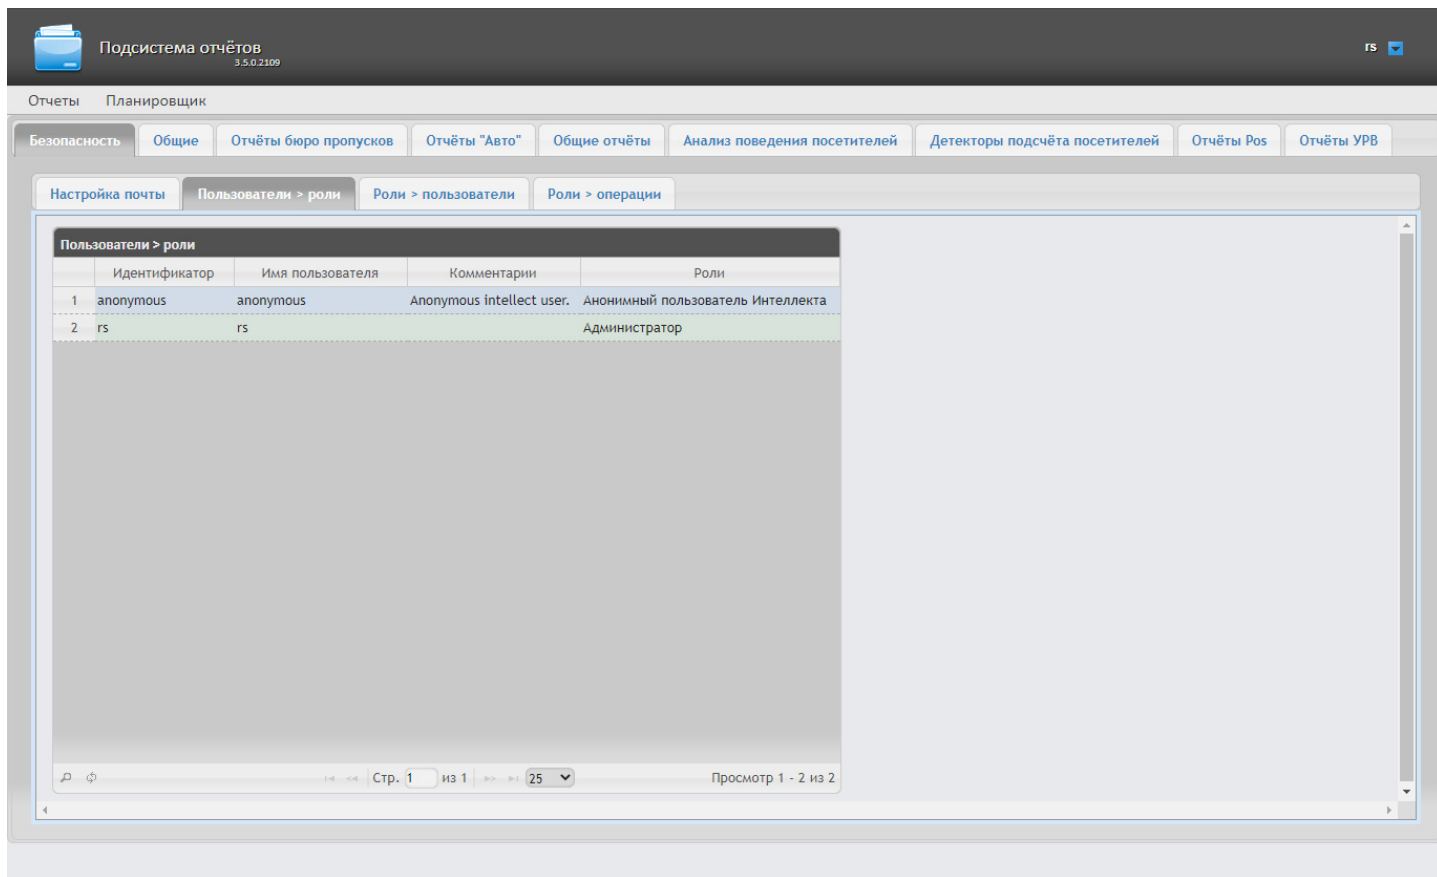 Подсистема отчётов
3.5.0.2109
rs
Отчеты Планировщик
Безопасность Общие Отчёты бюро пропусков Отчёты "Авто" Общие отчёты Анализ поведения посетителей Детекторы подсчёта посетителей Отчёты Pos Отчёты УРВ
Настройка почты Пользователи > роли Роли > пользователи Роли > операции
Пользователи > роли
Идентификатор Имя пользователя Комментарии Роли
1 anonymous anonymous Anonymous intellect user. Анонимный пользователь Интеллекта
2 rs rs Администратор
Стр. 1 из 1 25 Просмотр 1 - 2 из 2